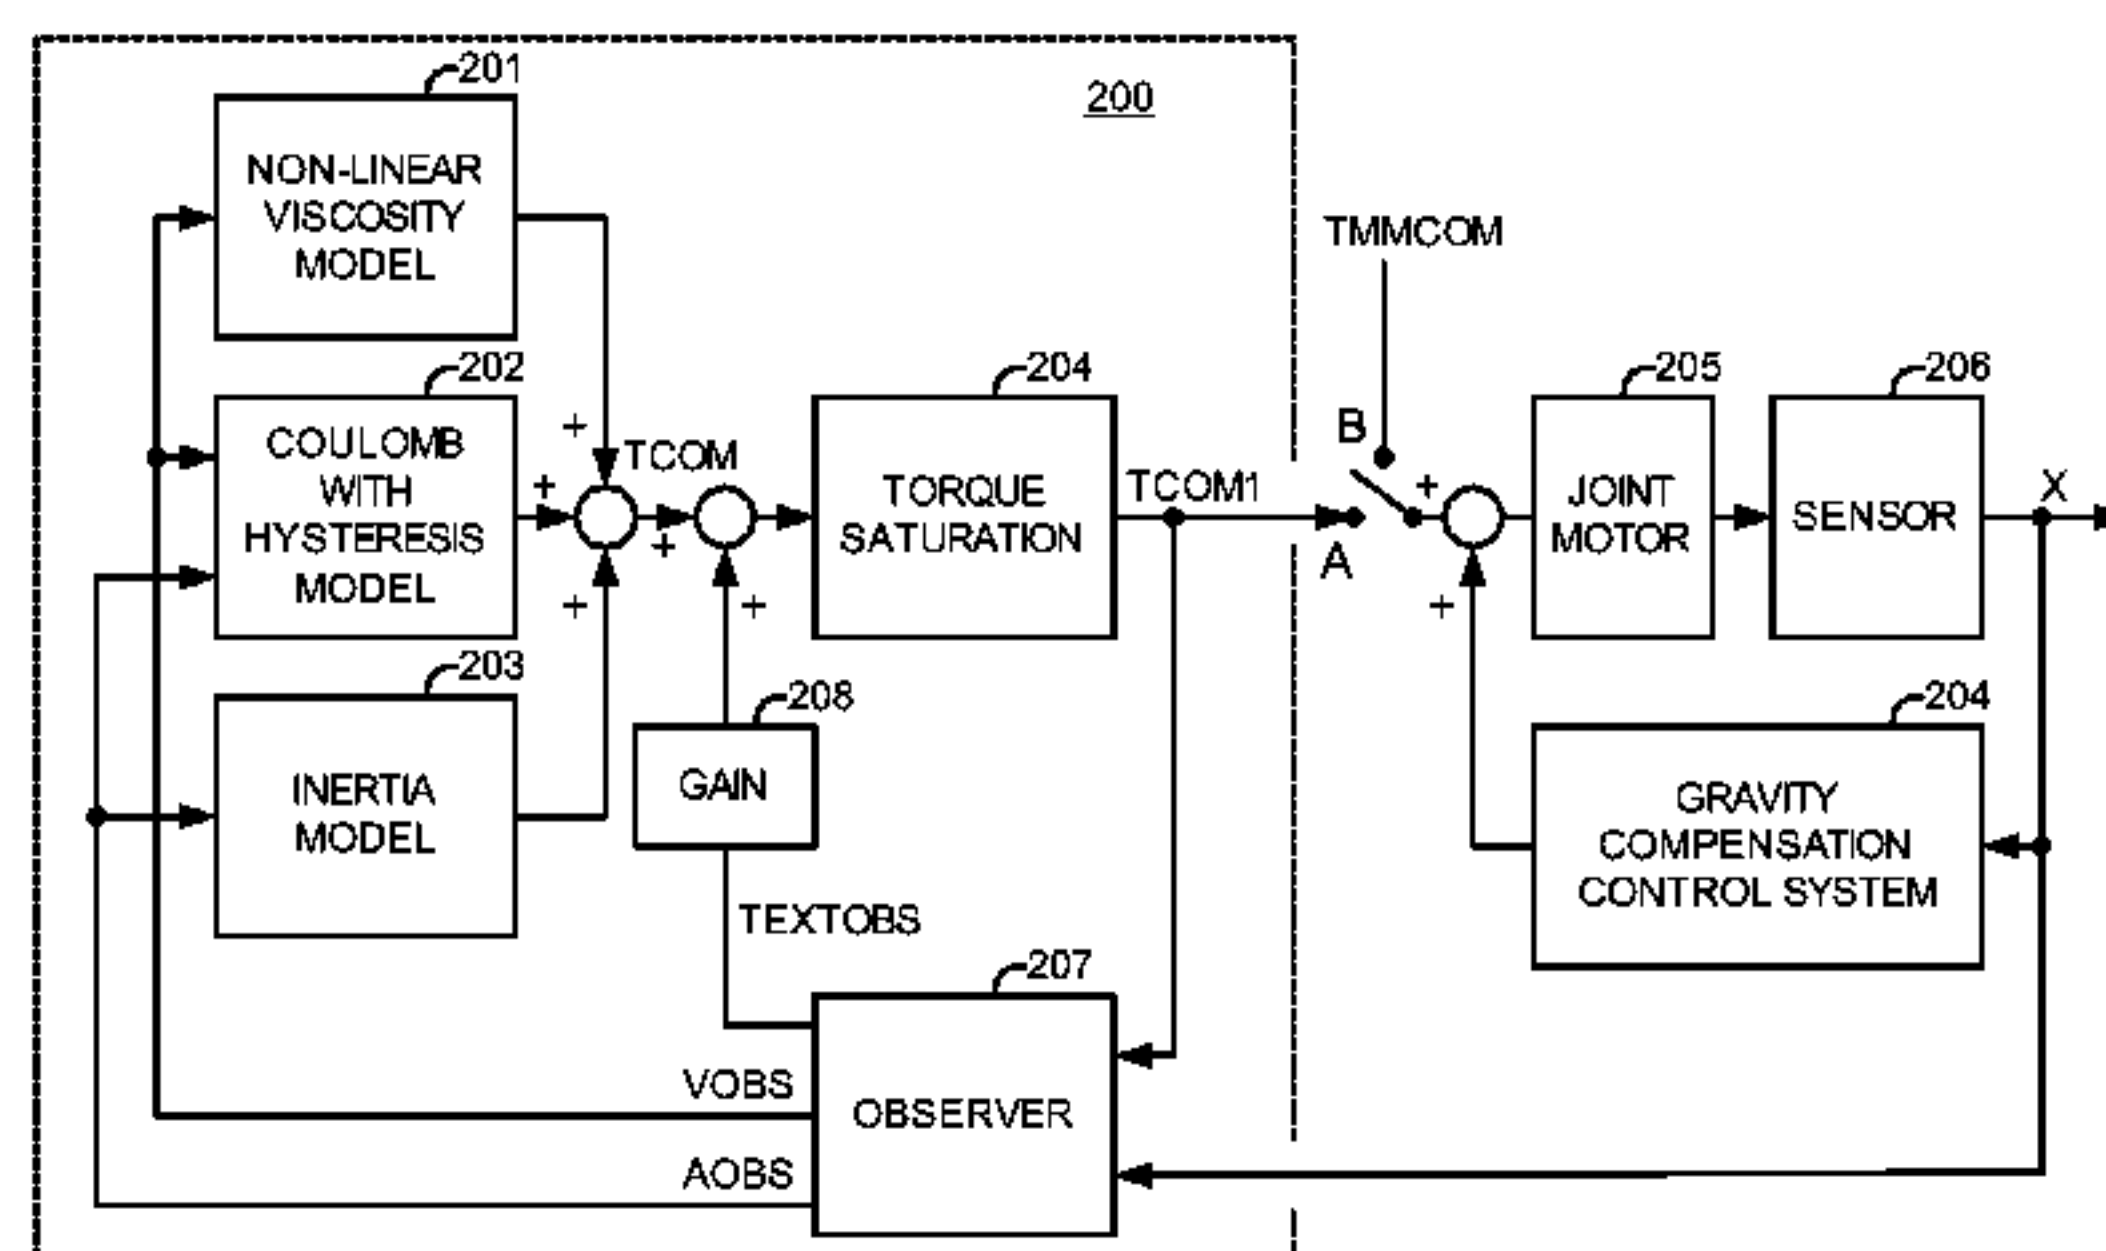 201
200
NON-LINEAR
VISCOSITY
MODEL
TMMCOM
202
204
205
206
B
+
COULOMB
WITH
HYSTERESIS
MODEL
+
TCOM
+
TORQUE
SATURATION
TCOM1
A
+
JOINT
MOTOR
SENSOR
X
+
+
+
203
208
204
INERTIA
MODEL
GAIN
GRAVITY
COMPENSATION
CONTROL SYSTEM
TEXTOBS
207
VOBS
OBSERVER
AOBS